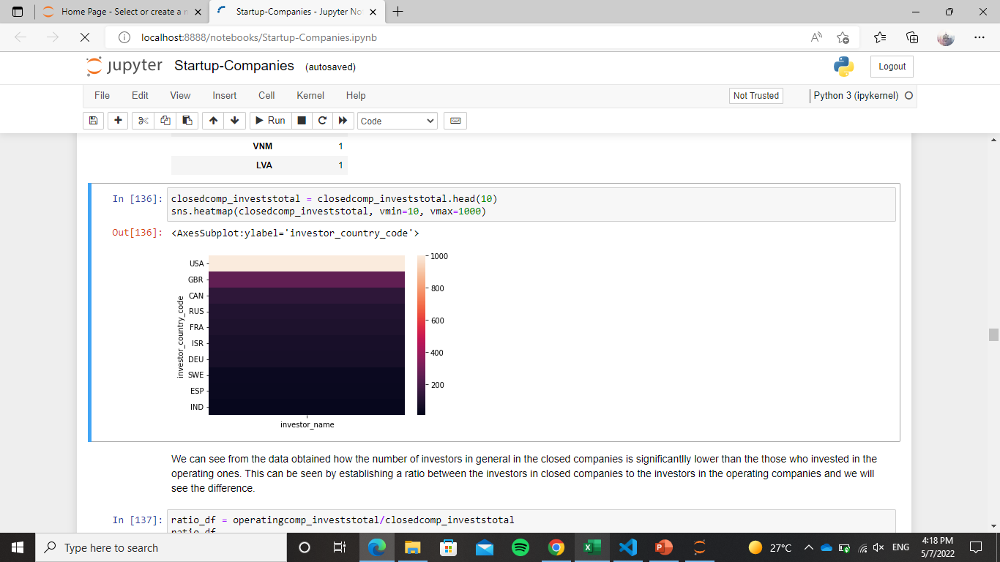 Home Page - Select or create a n
Startup-Companies - Jupyter No
localhost:8888/notebooks/Startup-Companies.ipynb
jupyter Startup-Companies (autosaved)
Logout
File Edit View Insert Cell Kernel Help
Not Trusted
Python 3 (ipykernel)
Run
Code
VNM 1
LVA 1
In [136]: closedcomp_investstotal = closedcomp_investstotal.head(10)
sns.heatmap(closedcomp_investstotal, vmin=10, vmax=1000)
Out[136]: <AxesSubplot:ylabel='investor_country_code'>
investor_country_code
USA
GBR
CAN
RUS
FRA
ISR
DEU
SWE
ESP
IND
investor_name
1000
800
600
400
200
We can see from the data obtained how the number of investors in general in the closed companies is significantlly lower than the those who invested in the
operating ones. This can be seen by establishing a ratio between the investors in closed companies to the investors in the operating companies and we will
see the difference.
In [137]: ratio_df = operatingcomp_investstotal/closedcomp_investstotal
ratio_df
Type here to search
27°C
ENG
4:18 PM
5/7/2022